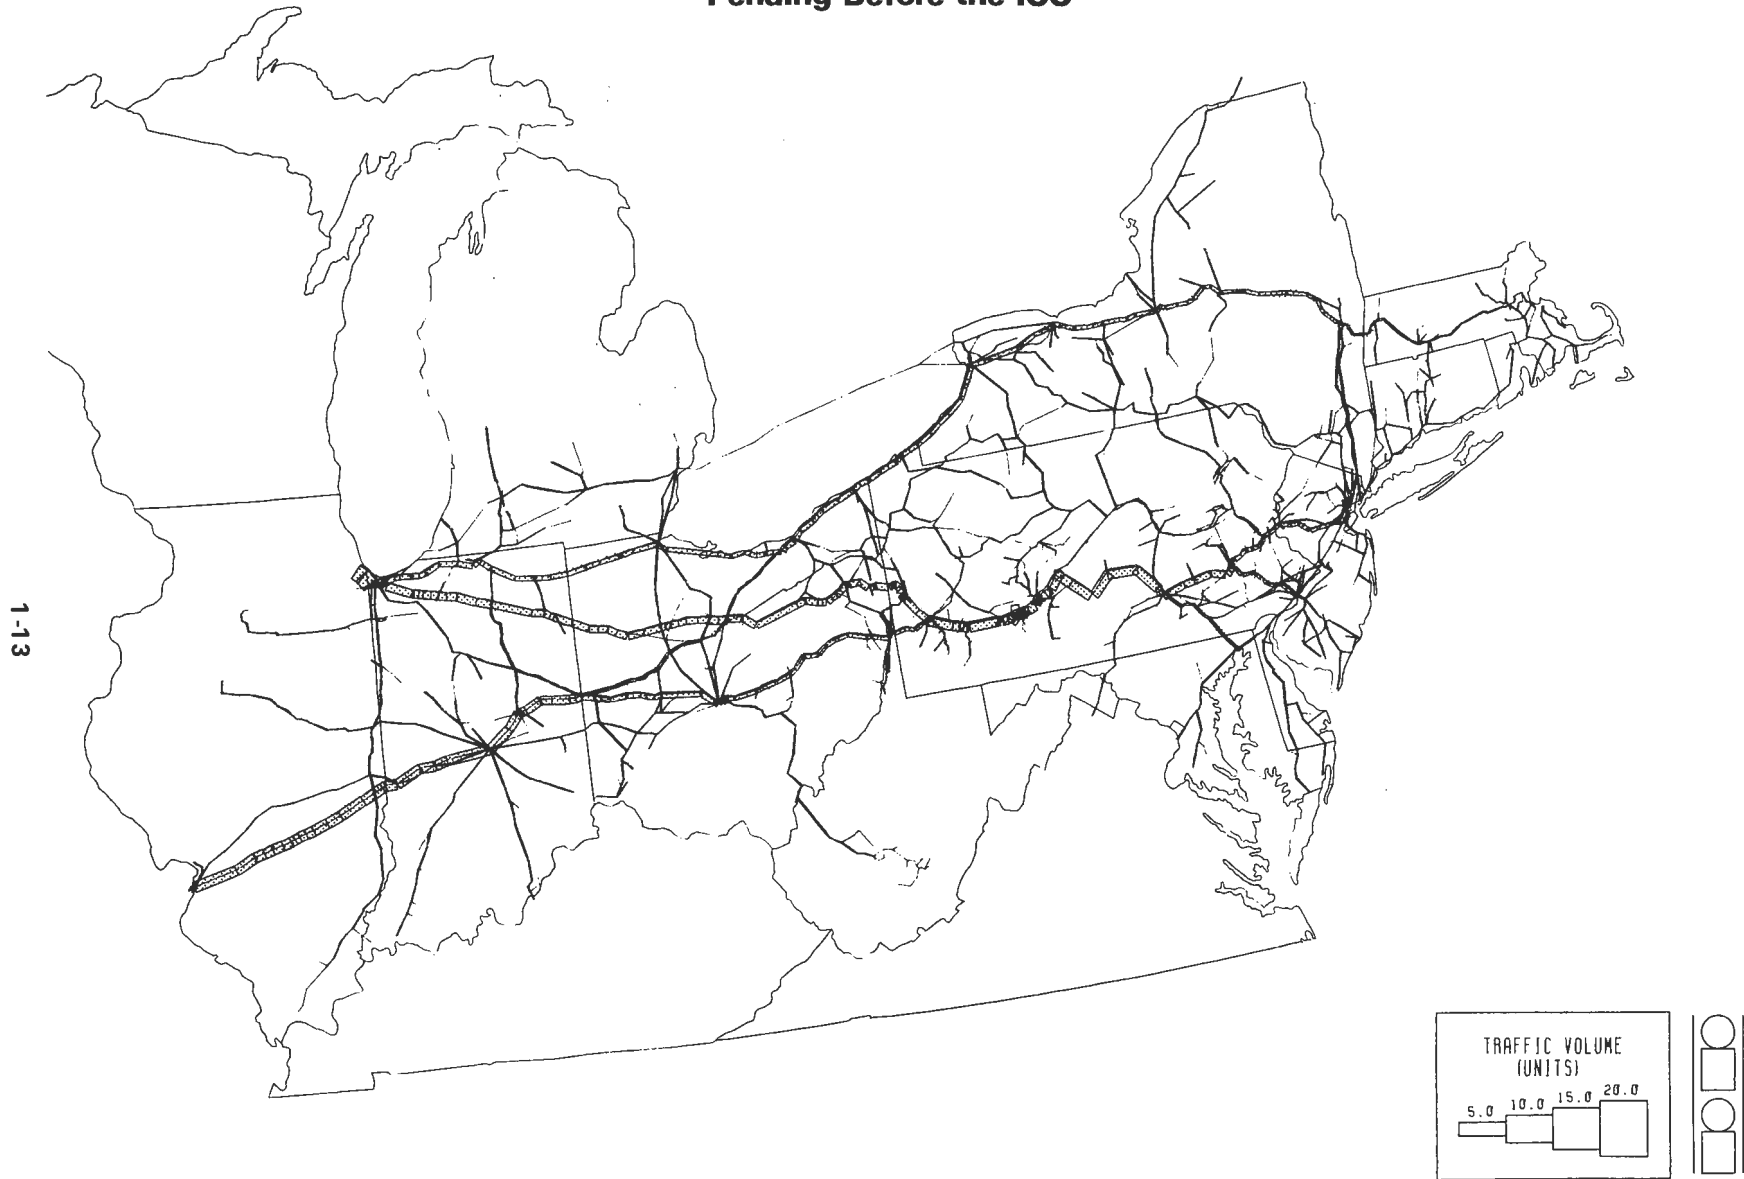 Pending Before the ICC
1-13
TRAFFIC VOLUME
(UNITS)
5.0 10.0 15.0 20.0